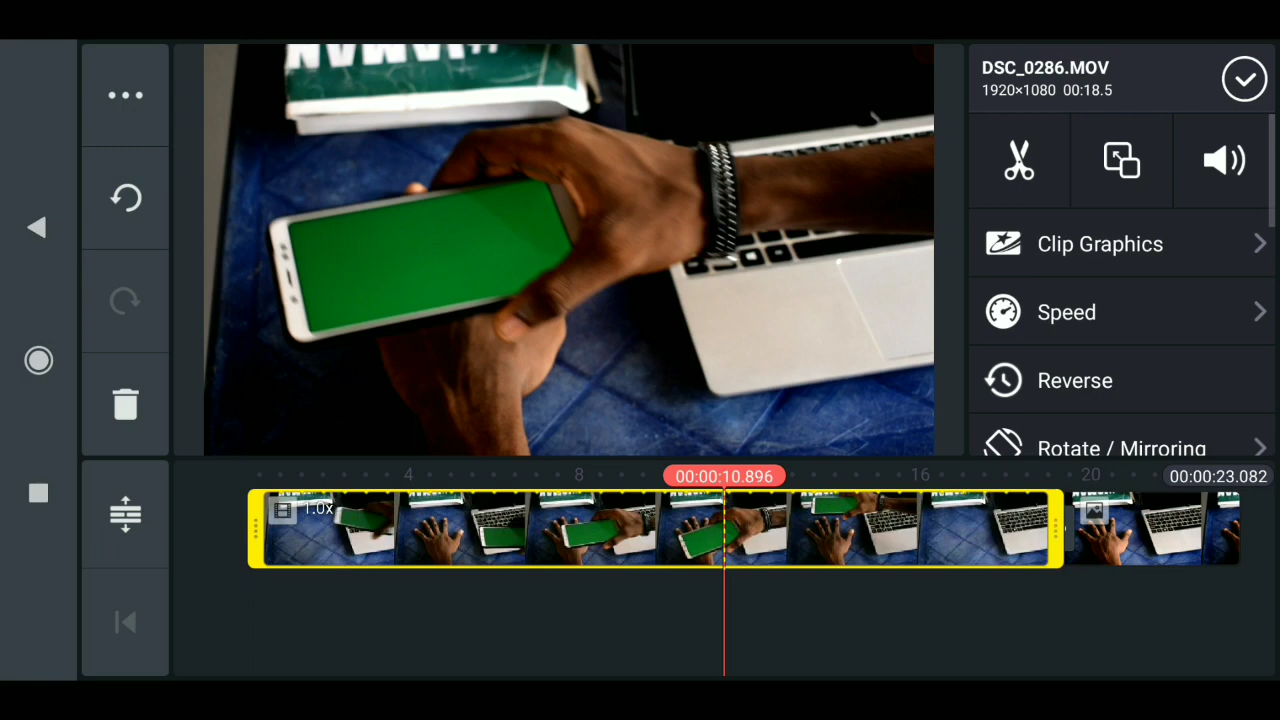 DSC_0286.MOV
1920×1080 00:18.5
Clip Graphics
Speed
Reverse
Rotate / Mirroring
4
8
00:00:10.896
16
20
00:00:23.082
1.0x